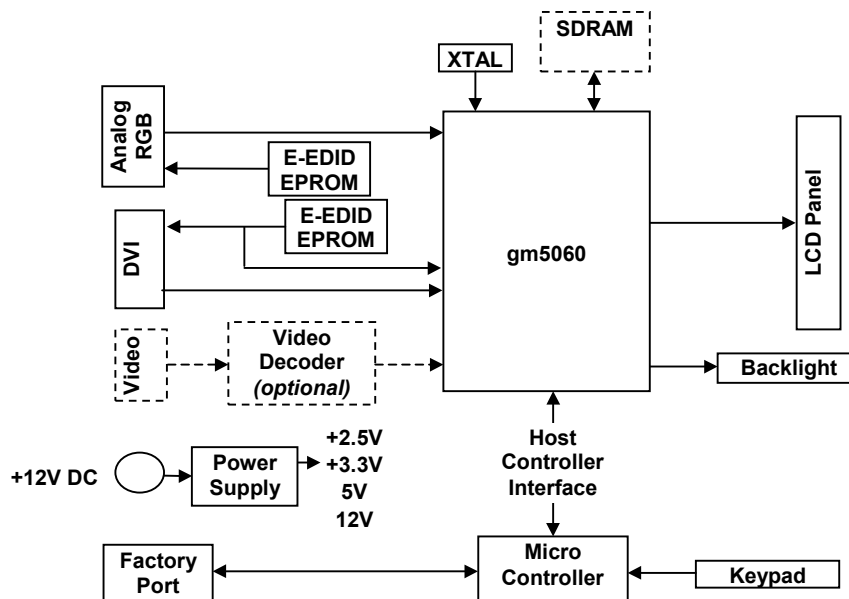 SDRAM
XTAL
Analog
RGB
E-EDID
EPROM
E-EDID
EPROM
DVI
gm5060
LCD Panel
Video
Video
Decoder
(optional)
Backlight
Host
Controller
Interface
+12V DC
Power
Supply
+2.5V
+3.3V
5V
12V
Factory
Port
Micro
Controller
Keypad